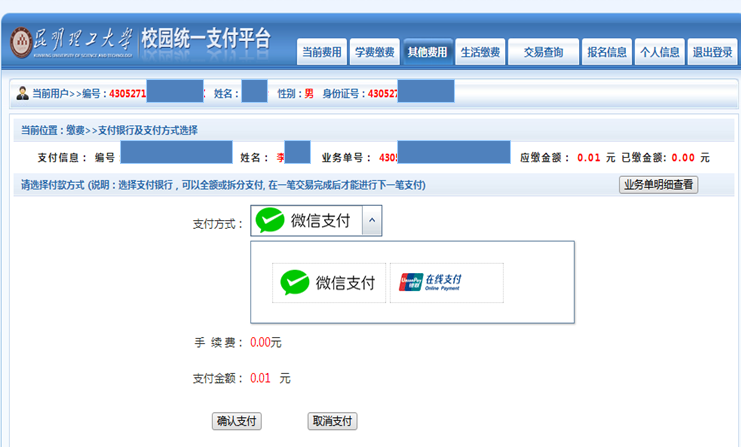 昆明理工大学 校园统一支付平台
KUNMING UNIVERSITY OF SCIENCE AND TECHNOLOGY
当前费用 学费缴费 其他费用 生活缴费 交易查询 报名信息 个人信息 退出登录
当前用户>>编号：4305271 姓名： 性别：男 身份证号：430527
当前位置：缴费>>支付银行及支付方式选择
支付信息： 编号 姓名： 李 业务单号： 4305 应缴金额： 0.01 元 已缴金额: 0.00 元
请选择付款方式 (说明：选择支付银行，可以全额或拆分支付, 在一笔交易完成后才能进行下一笔支付) 业务单明细查看
支付方式： 微信支付
微信支付 UnionPay 银联 在线支付
Online Payment
手 续 费： 0.00元
支付金额： 0.01 元
确认支付 取消支付